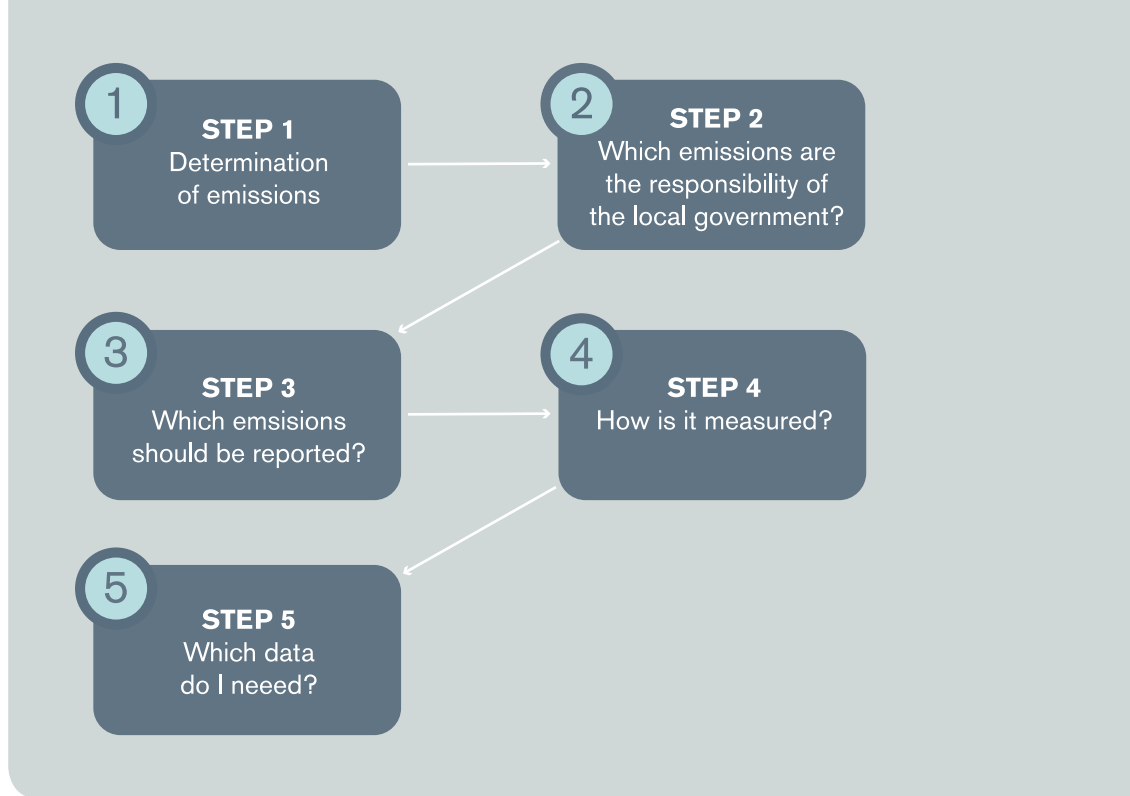 1
STEP 1
Determination
of emissions
2
STEP 2
Which emissions are
the responsibility of
the local government?
3
STEP 3
Which emsisions
should be reported?
4
STEP 4
How is it measured?
5
STEP 5
Which data
do I neeed?